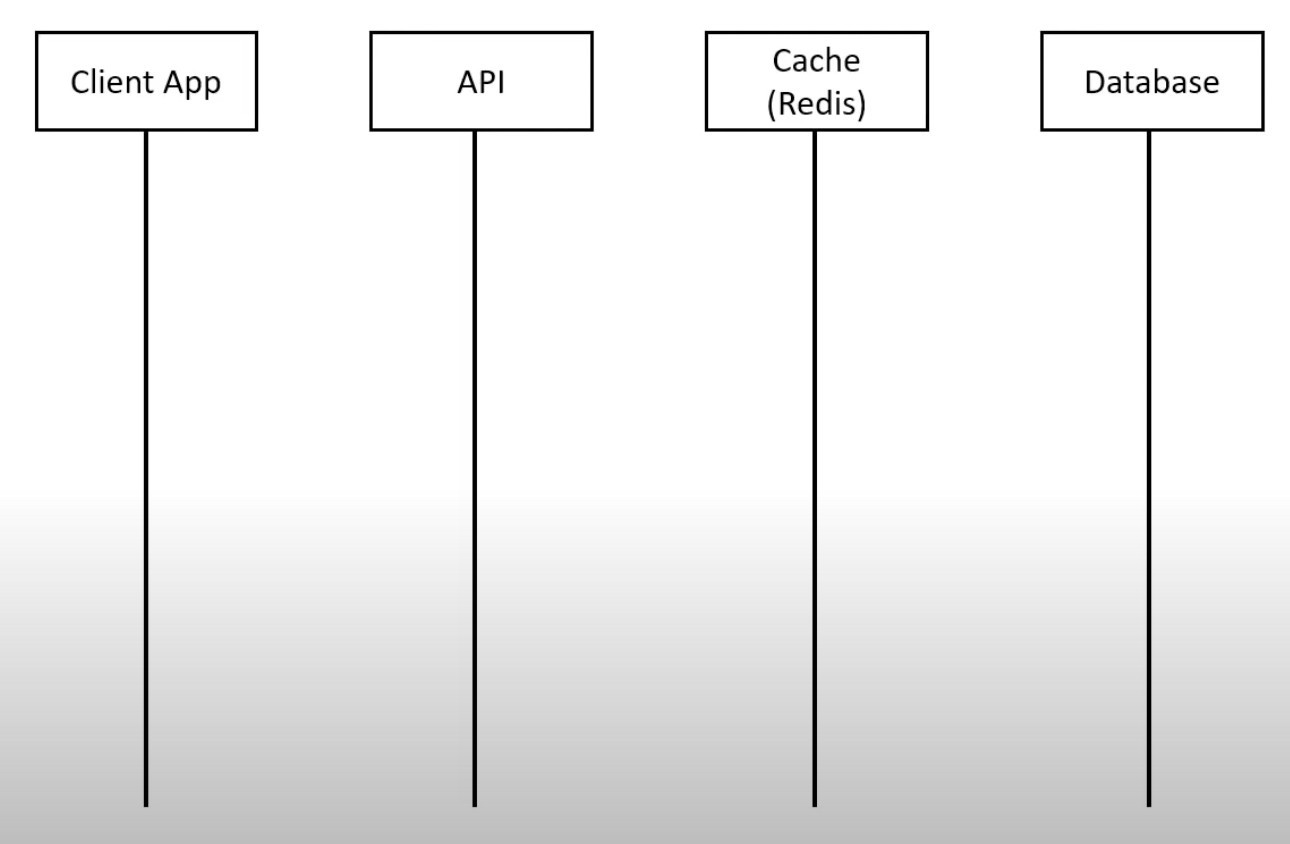 Client App
API
Cache
(Redis)
Database